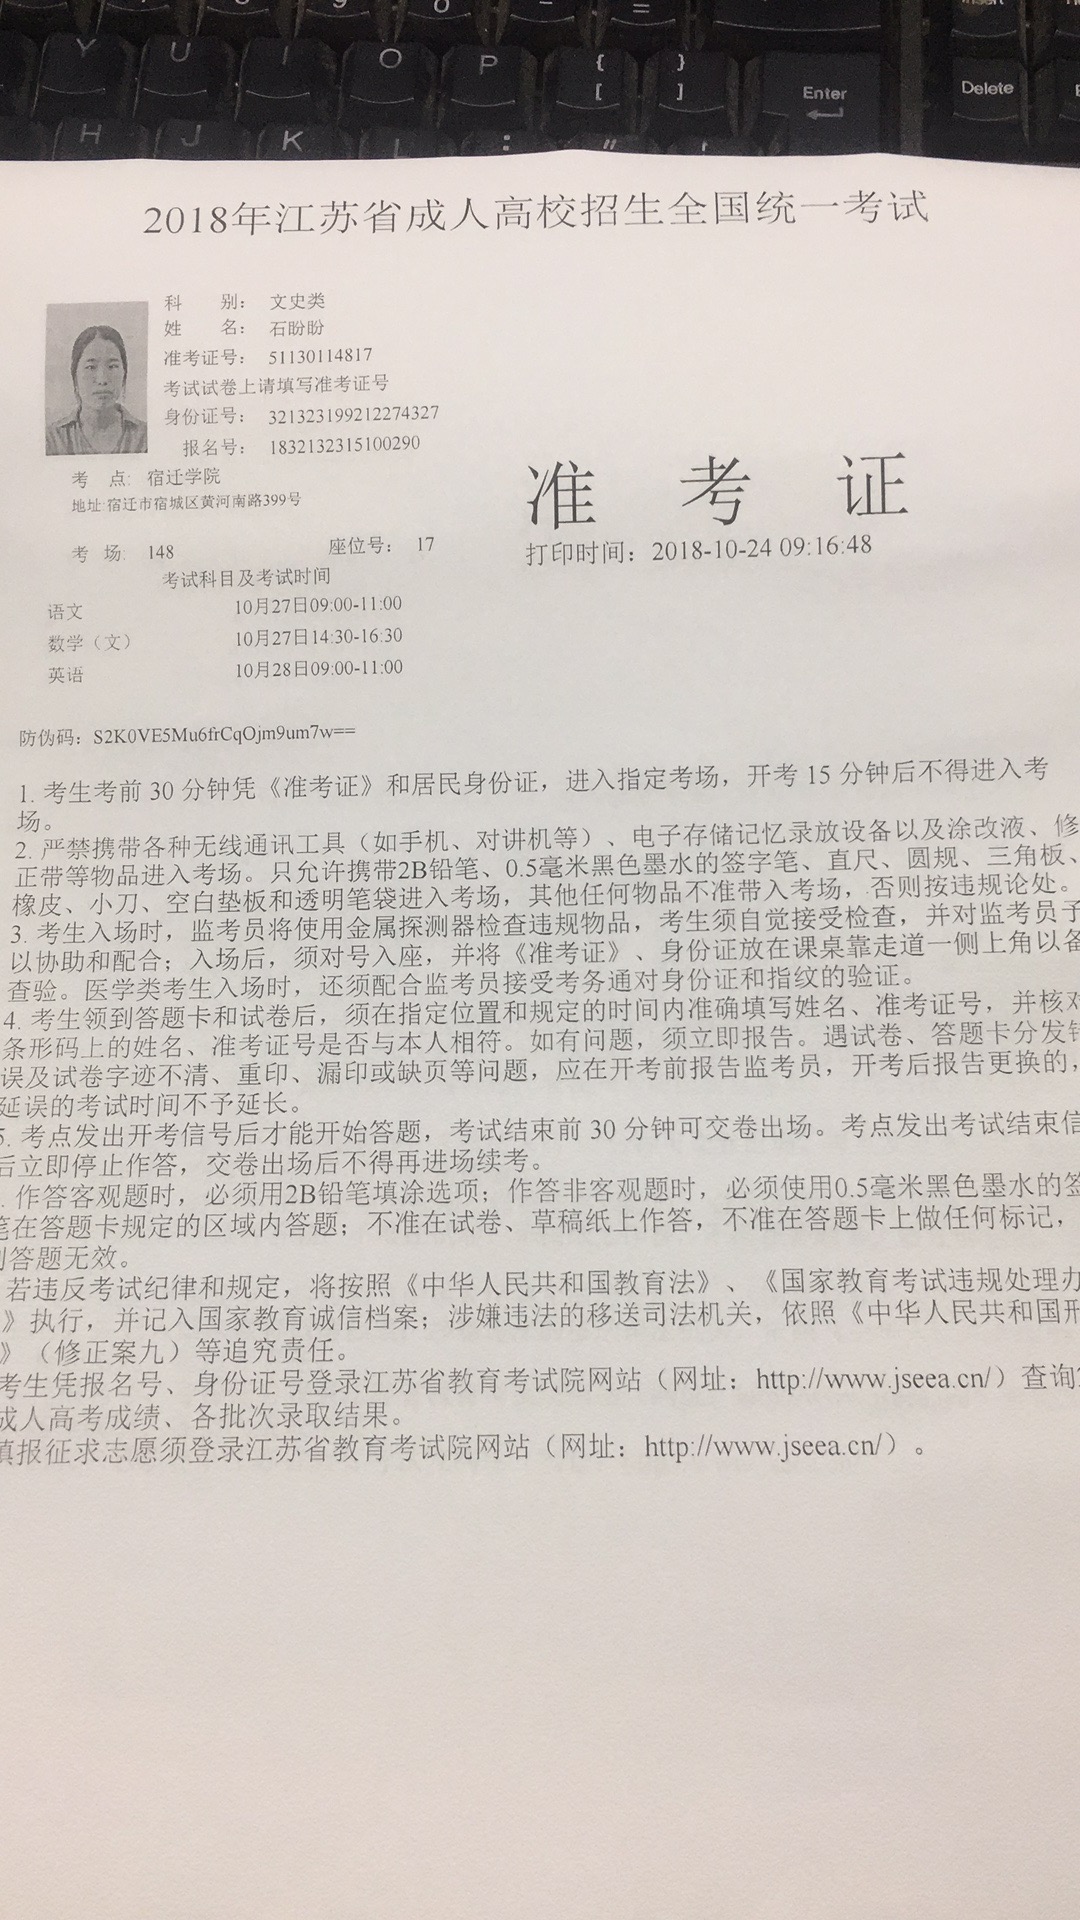 Y U I O P { [ } ] Enter Delete
H J K L : "
2018年江苏省成人高校招生全国统一考试
科 别: 文史类
姓 名: 石盼盼
准考证号: 51130114817
考试试卷上请填写准考证号
身份证号: 321323199212274327
报名号: 1832132315100290
考 点: 宿迁学院
地址:宿迁市宿城区黄河南路399号
准 考 证
打印时间: 2018-10-24 09:16:48
考 场: 148 座位号: 17
考试科目及考试时间
语文 10月27日09:00-11:00
数学（文） 10月27日14:30-16:30
英语 10月28日09:00-11:00
防伪码: S2K0VE5Mu6frCqOjm9um7w==
1. 考生考前 30 分钟凭《准考证》和居民身份证，进入指定考场，开考 15 分钟后不得进入考
场。
2. 严禁携带各种无线通讯工具（如手机、对讲机等）、电子存储记忆录放设备以及涂改液、修
正带等物品进入考场。只允许携带2B铅笔、0.5毫米黑色墨水的签字笔、直尺、圆规、三角板、
橡皮、小刀、空白垫板和透明笔袋进入考场，其他任何物品不准带入考场，否则按违规论处。
3. 考生入场时，监考员将使用金属探测器检查违规物品，考生须自觉接受检查，并对监考员予
以协助和配合；入场后，须对号入座，并将《准考证》、身份证放在课桌靠走道一侧上角以备
查验。医学类考生入场时，还须配合监考员接受考务通对身份证和指纹的验证。
4. 考生领到答题卡和试卷后，须在指定位置和规定的时间内准确填写姓名、准考证号，并核对
条形码上的姓名、准考证号是否与本人相符。如有问题，须立即报告。遇试卷、答题卡分发错
误及试卷字迹不清、重印、漏印或缺页等问题，应在开考前报告监考员，开考后报告更换的，
延误的考试时间不予延长。
5. 考点发出开考信号后才能开始答题，考试结束前 30 分钟可交卷出场。考点发出考试结束信
后立即停止作答，交卷出场后不得再进场续考。
. 作答客观题时，必须用2B铅笔填涂选项；作答非客观题时，必须使用0.5毫米黑色墨水的签
笔在答题卡规定的区域内答题；不准在试卷、草稿纸上作答，不准在答题卡上做任何标记，
则答题无效。
若违反考试纪律和规定，将按照《中华人民共和国教育法》、《国家教育考试违规处理办
》执行，并记入国家教育诚信档案；涉嫌违法的移送司法机关，依照《中华人民共和国刑
》（修正案九）等追究责任。
考生凭报名号、身份证号登录江苏省教育考试院网站（网址：http://www.jseea.cn/）查询
成人高考成绩、各批次录取结果。
填报征求志愿须登录江苏省教育考试院网站（网址：http://www.jseea.cn/）。